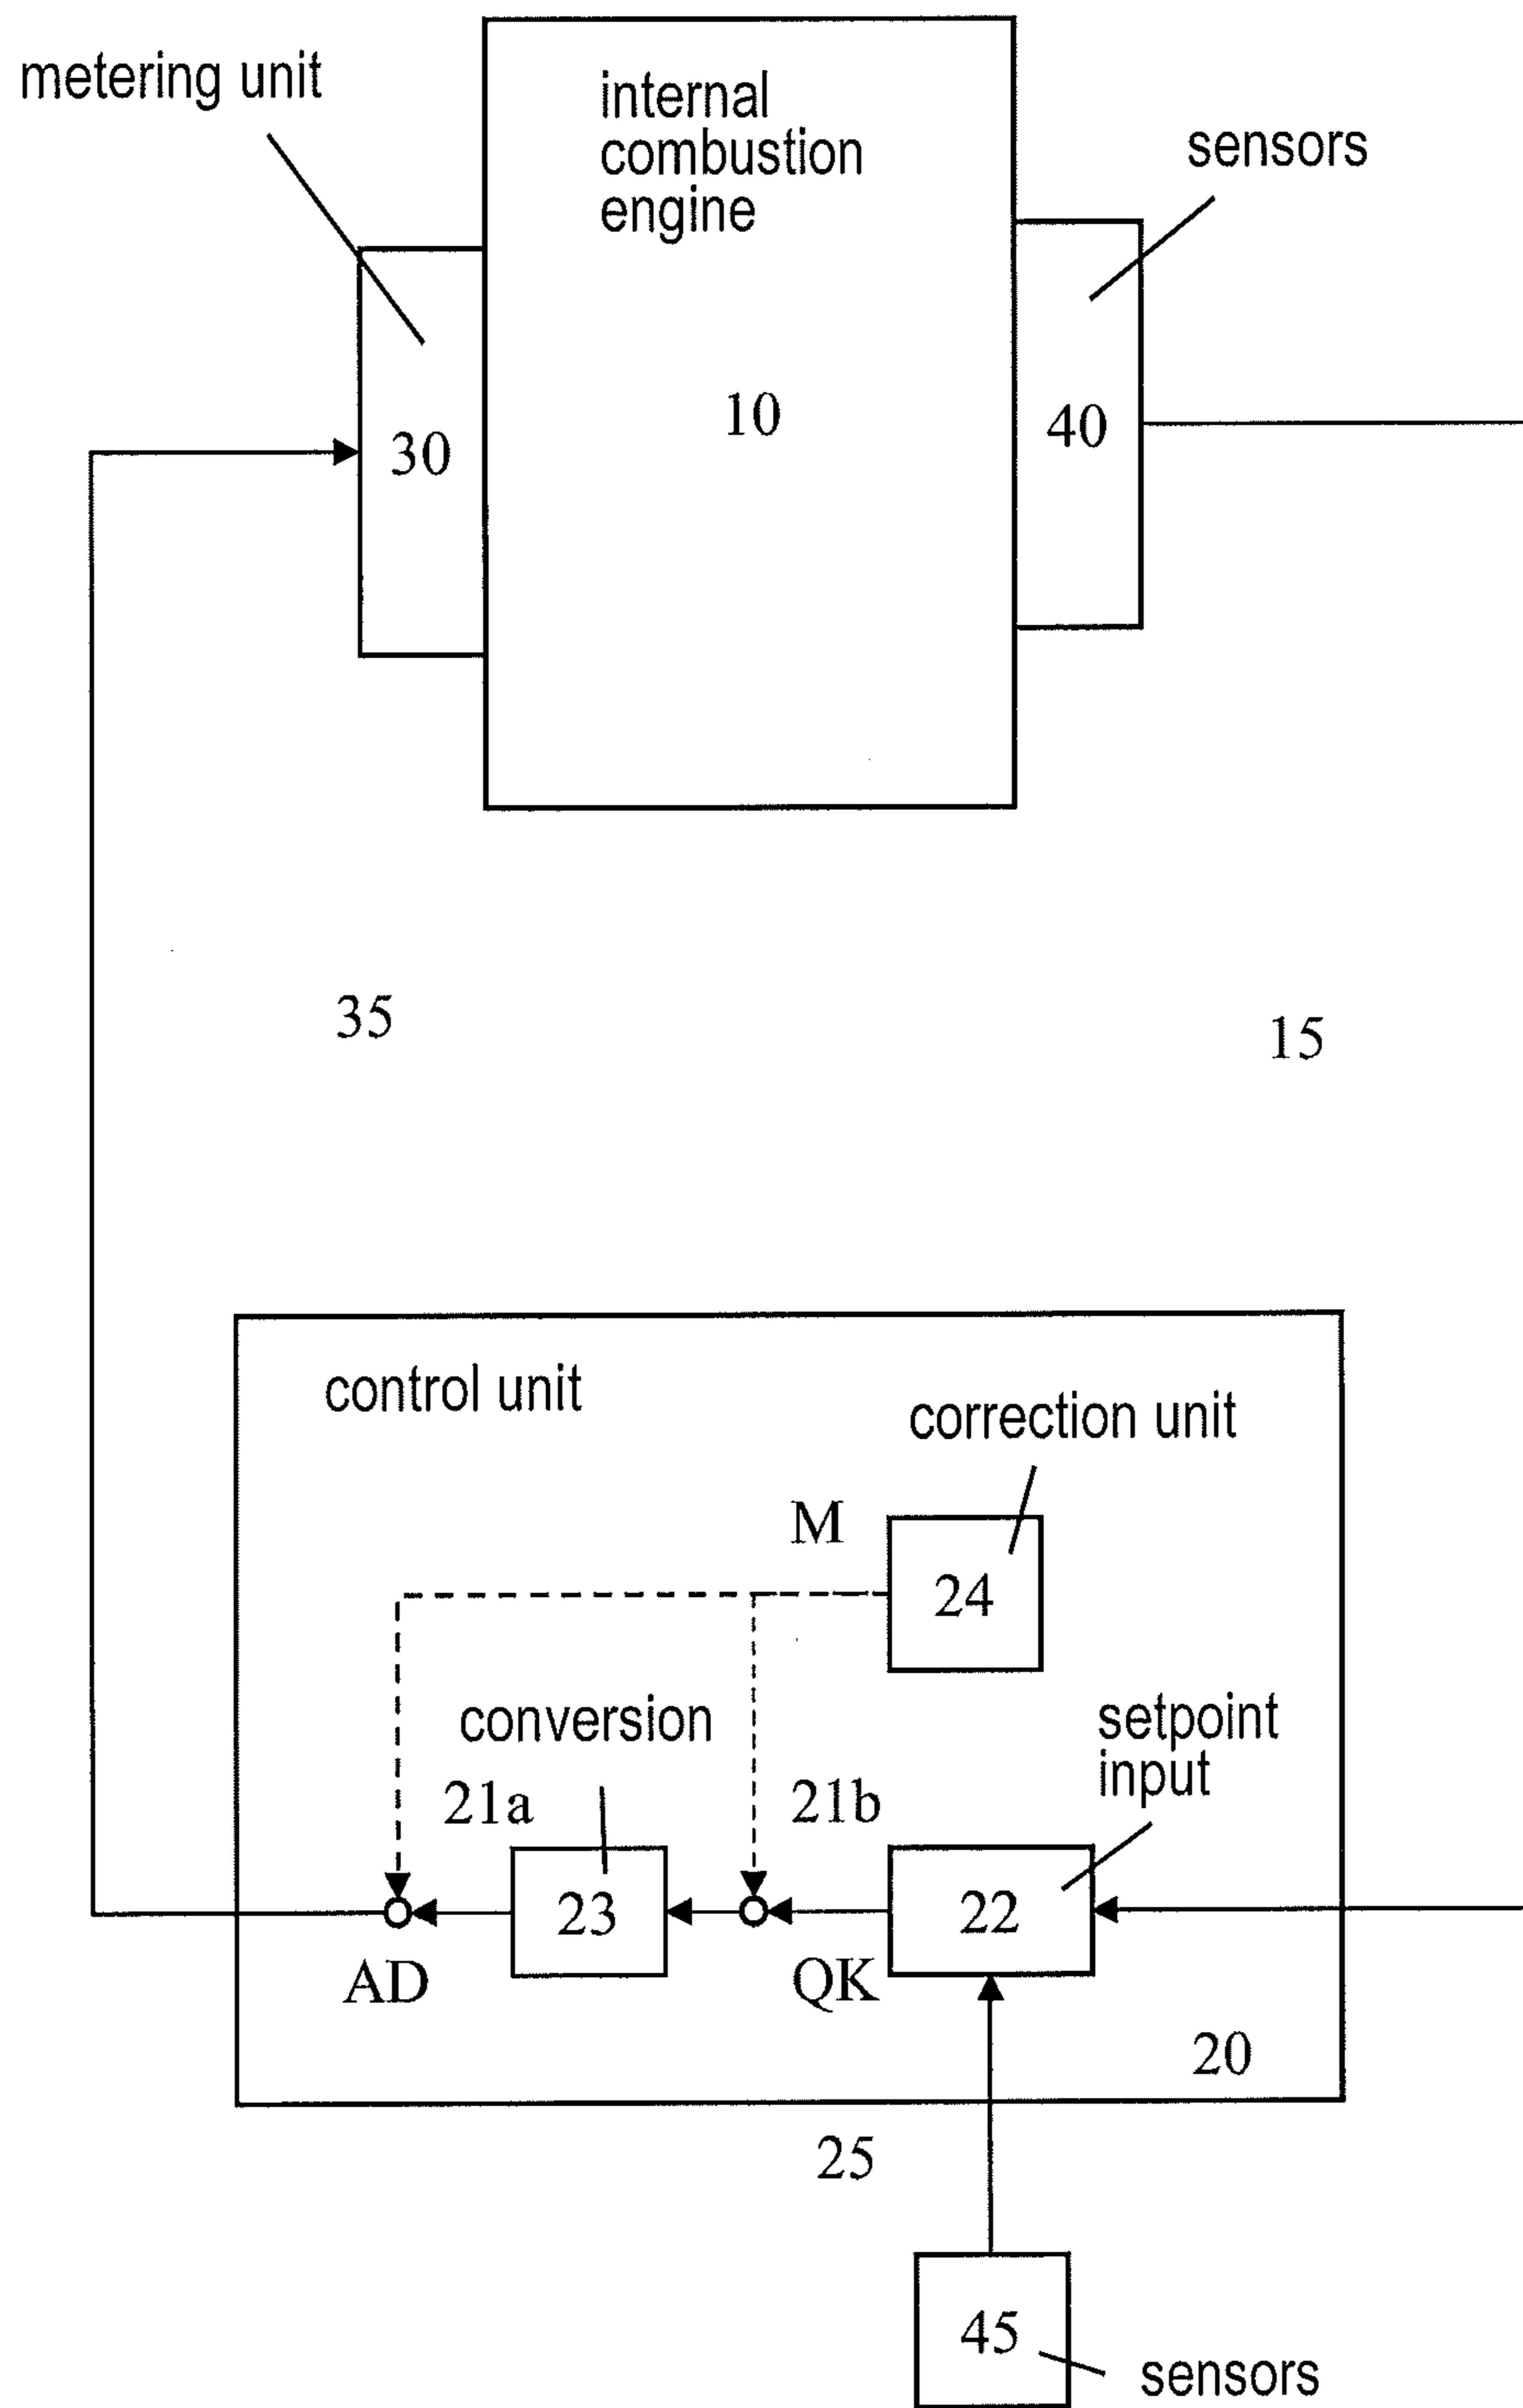 metering unit
internal
combustion
engine
sensors
10
40
30
35
15
control unit
correction unit
M
24
conversion
setpoint
input
21a
21b
23
22
AD
QK
20
25
45
sensors